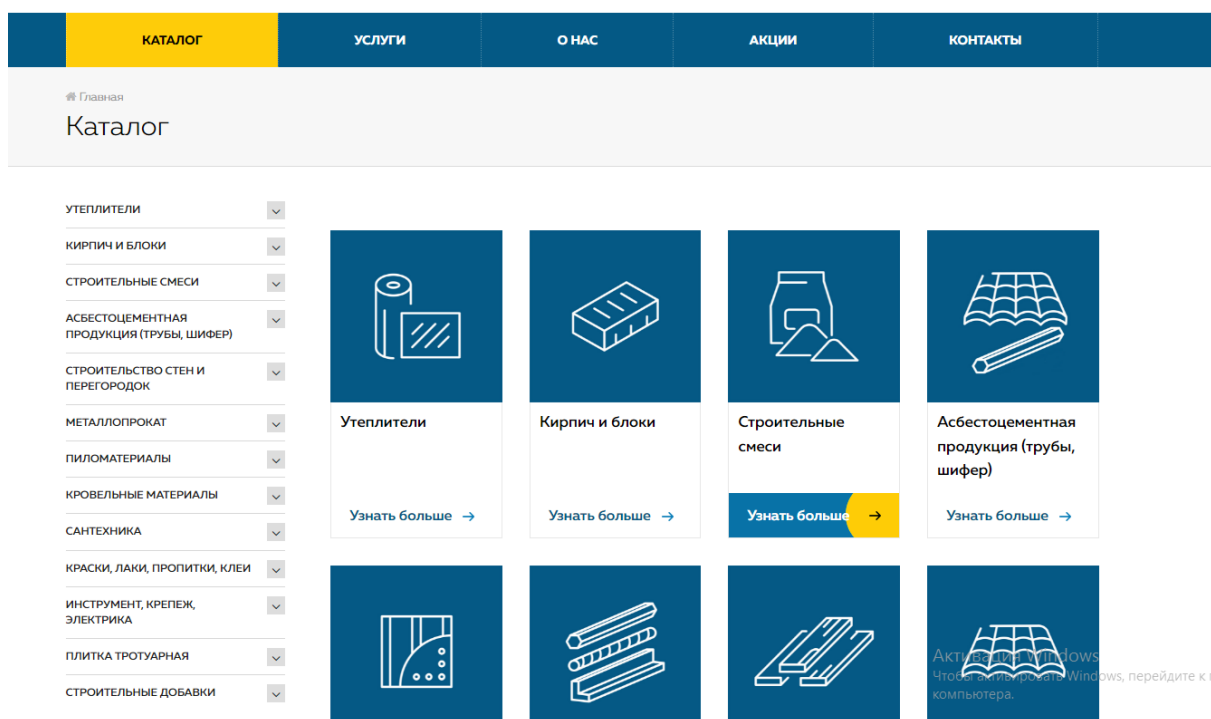 КАТАЛОГ
УСЛУГИ
О НАС
АКЦИИ
КОНТАКТЫ
Главная
Каталог
УТЕПЛИТЕЛИ
КИРПИЧ И БЛОКИ
СТРОИТЕЛЬНЫЕ СМЕСИ
АСБЕСТОЦЕМЕНТНАЯ
ПРОДУКЦИЯ (ТРУБЫ, ШИФЕР)
СТРОИТЕЛЬСТВО СТЕН И
ПЕРЕГОРОДОК
МЕТАЛЛОПРОКАТ
ПИЛОМАТЕРИАЛЫ
КРОВЕЛЬНЫЕ МАТЕРИАЛЫ
САНТЕХНИКА
КРАСКИ, ЛАКИ, ПРОПИТКИ, КЛЕИ
ИНСТРУМЕНТ, КРЕПЕЖ,
ЭЛЕКТРИКА
ПЛИТКА ТРОТУАРНАЯ
СТРОИТЕЛЬНЫЕ ДОБАВКИ
Утеплители
Узнать больше →
Кирпич и блоки
Узнать больше →
Строительные
смеси
Узнать больше →
Асбестоцементная
продукция (трубы,
шифер)
Узнать больше →
Активация Windows
Чтобы активировать Windows, перейдите к
компьютера.